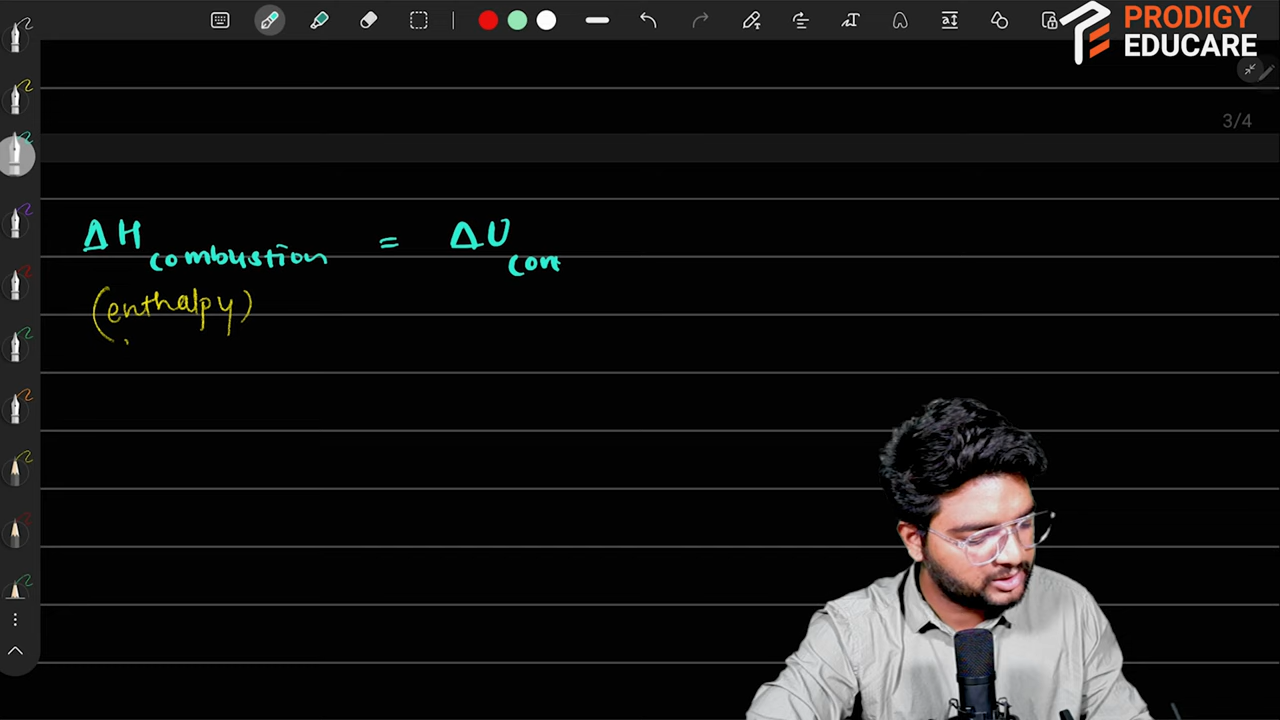 PRODIGY
EDUCARE
3/4
ΔH combustion = ΔU com
(enthalpy)